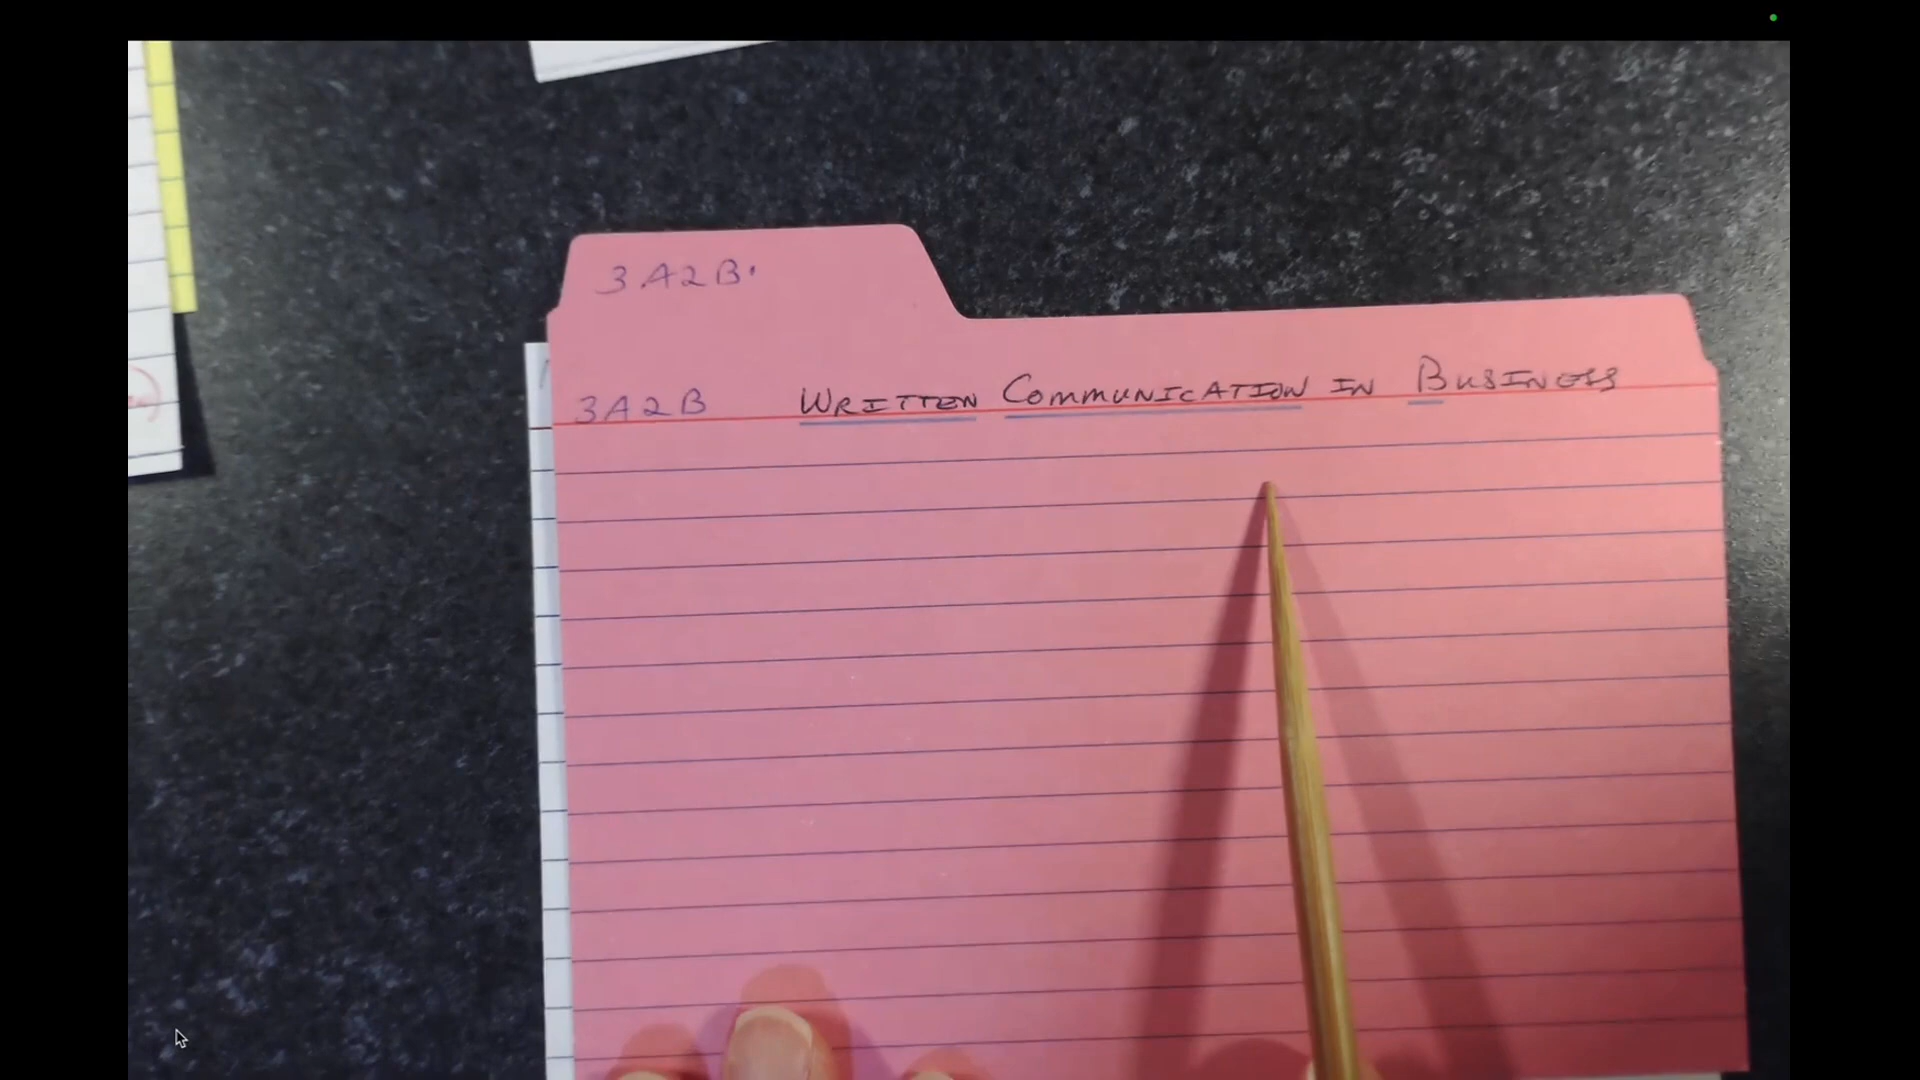 3A2B.
3A2B WRITTEN COMMUNICATION IN BUSINESS